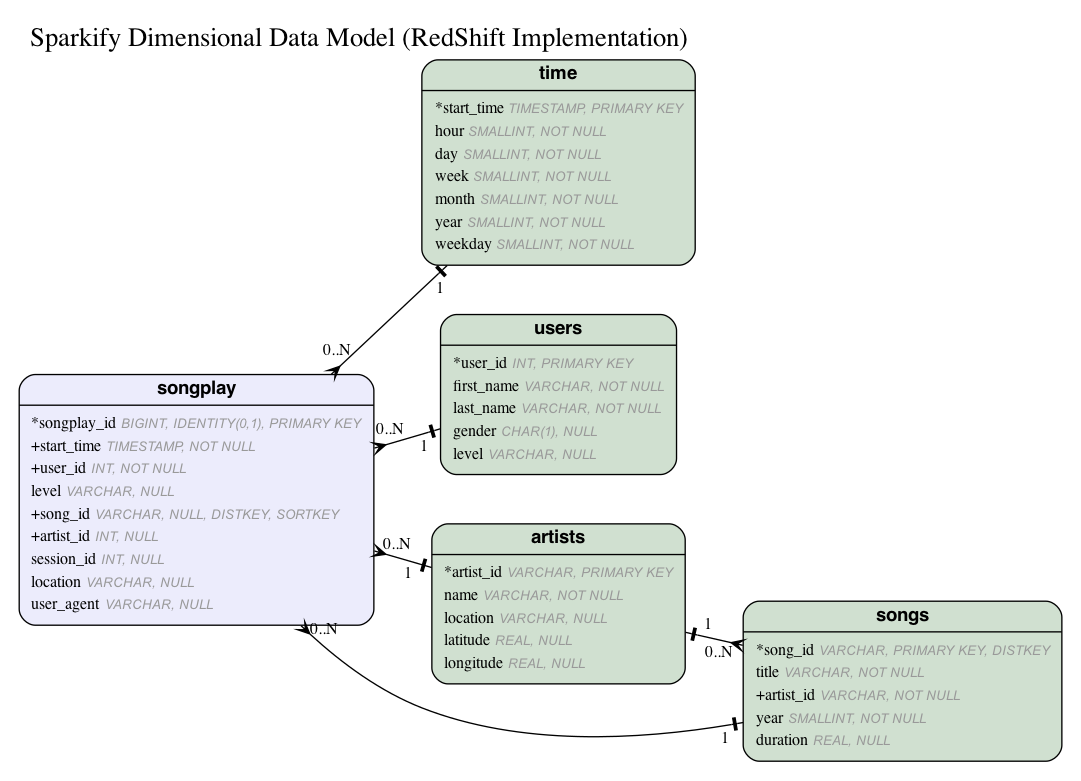 Sparkify Dimensional Data Model (RedShift Implementation)
time
*start_time TIMESTAMP, PRIMARY KEY
hour SMALLINT, NOT NULL
day SMALLINT, NOT NULL
week SMALLINT, NOT NULL
month SMALLINT, NOT NULL
year SMALLINT, NOT NULL
weekday SMALLINT, NOT NULL
1
0..N
users
*user_id INT, PRIMARY KEY
first_name VARCHAR, NOT NULL
last_name VARCHAR, NOT NULL
gender CHAR(1), NULL
level VARCHAR, NULL
songplay
*songplay_id BIGINT, IDENTITY(0,1), PRIMARY KEY
+start_time TIMESTAMP, NOT NULL
+user_id INT, NOT NULL
level VARCHAR, NULL
+song_id VARCHAR, NULL, DISTKEY, SORTKEY
+artist_id INT, NULL
session_id INT, NULL
location VARCHAR, NULL
user_agent VARCHAR, NULL
0..N
1
0..N
1
artists
*artist_id VARCHAR, PRIMARY KEY
name VARCHAR, NOT NULL
location VARCHAR, NULL
latitude REAL, NULL
longitude REAL, NULL
0..N
1
0..N
songs
*song_id VARCHAR, PRIMARY KEY, DISTKEY
title VARCHAR, NOT NULL
+artist_id VARCHAR, NOT NULL
year SMALLINT, NOT NULL
duration REAL, NULL
1